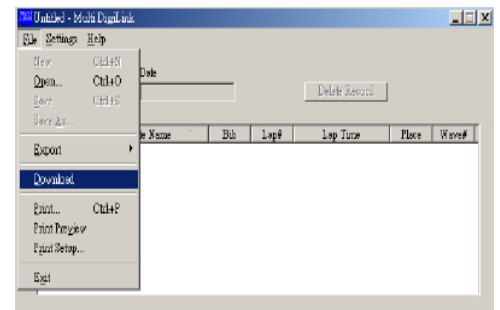 Untitled - Multi DigiLink
File Settings Help
New Ctrl+N
Open... Ctrl+O
Save Ctrl+S
Save As...
Export
Download
Print... Ctrl+P
Print Preview
Print Setup...
Exit
Date
Delete Record
Name Bib Lap# Lap Time Place Wave#